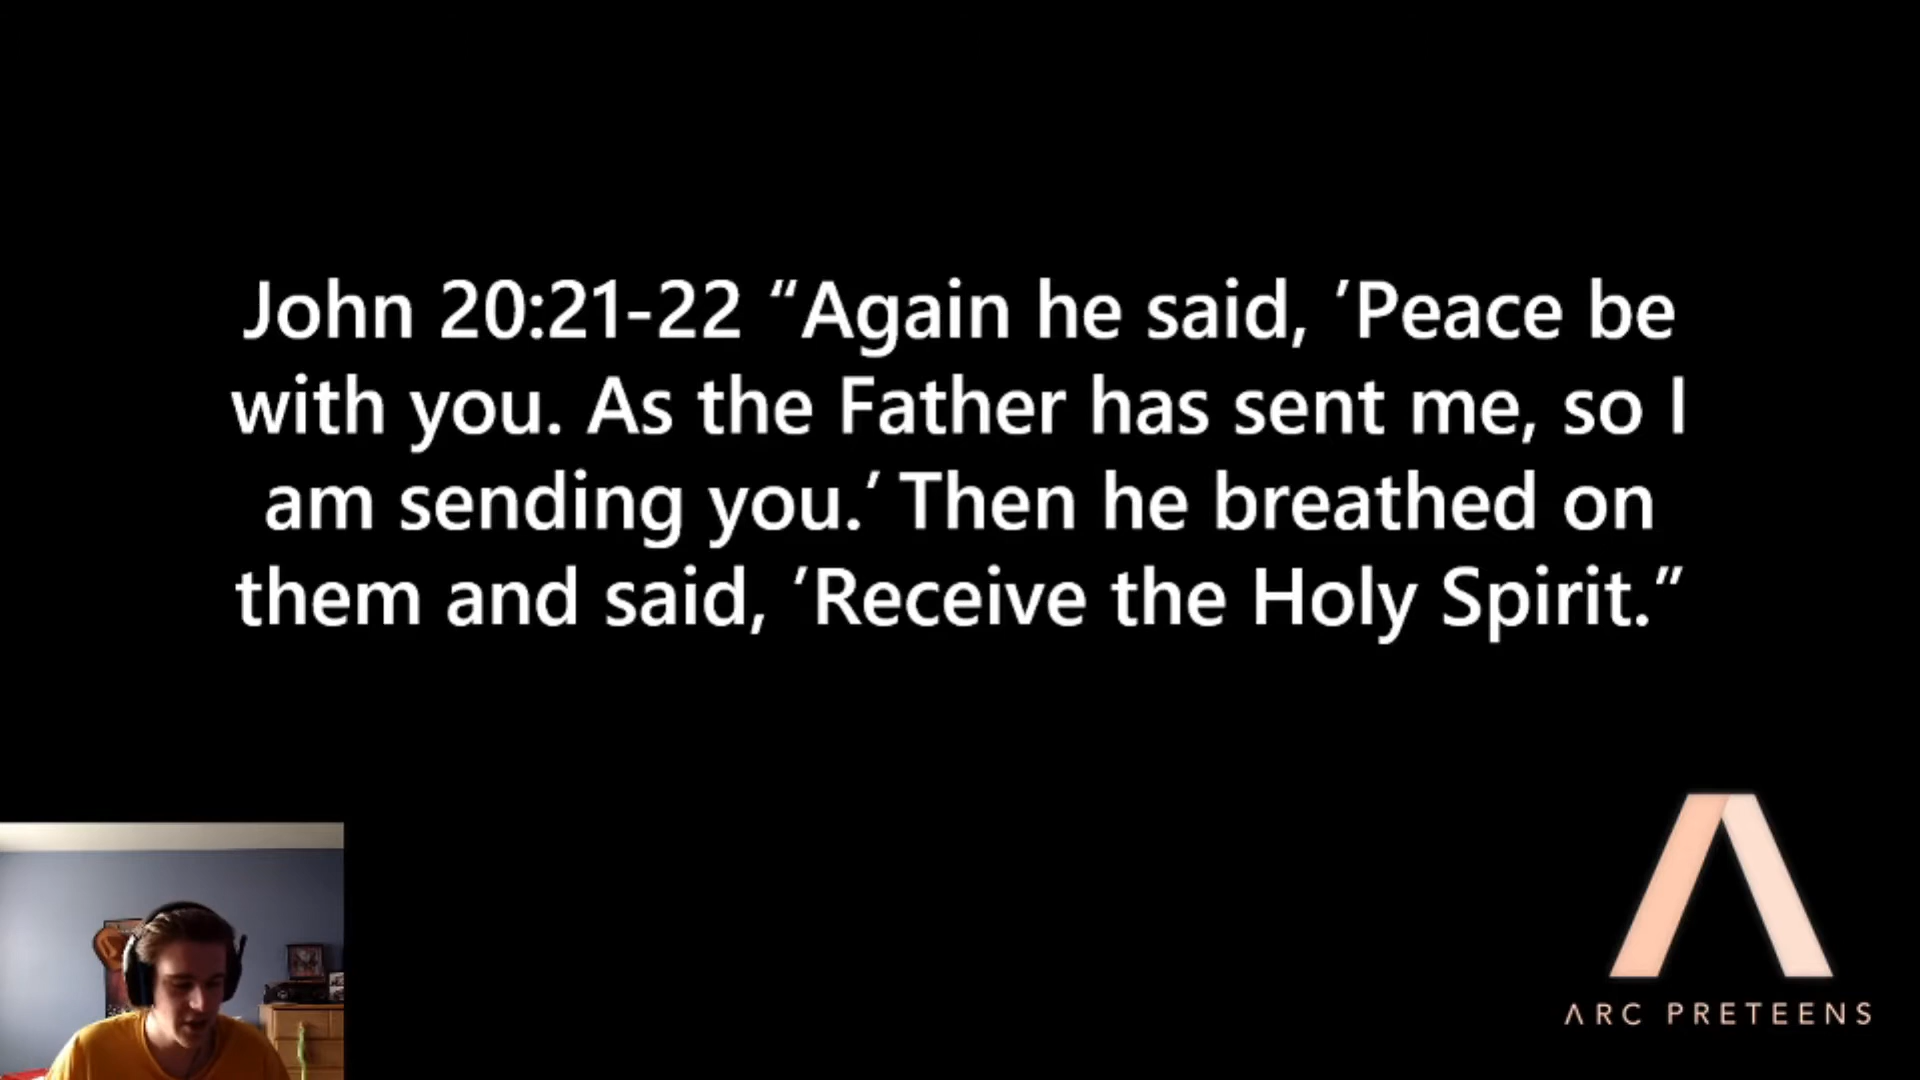 John 20:21-22 “Again he said, ’Peace be
with you. As the Father has sent me, so I
am sending you.’ Then he breathed on
them and said, ’Receive the Holy Spirit.”
ARC PRETEENS